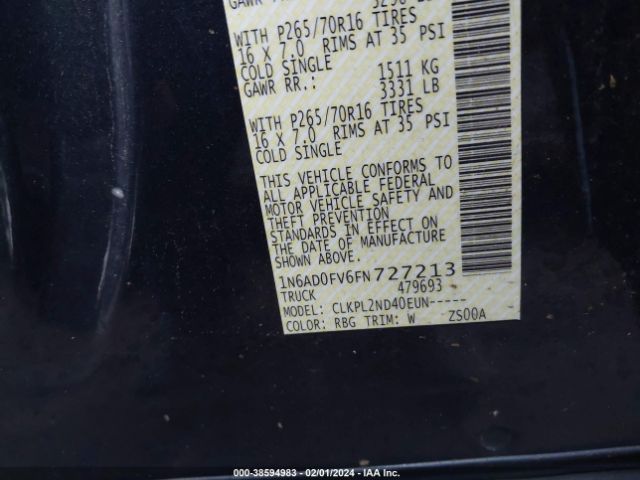 WITH P265/70R16 TIRES
16 X 7.0 RIMS AT 35 PSI
COLD SINGLE
GAWR RR.: 1511 KG
3331 LB
WITH P265/70R16 TIRES
16 X 7.0 RIMS AT 35 PSI
COLD SINGLE
THIS VEHICLE CONFORMS TO
ALL APPLICABLE FEDERAL
MOTOR VEHICLE SAFETY AND
THEFT PREVENTION
STANDARDS IN EFFECT ON
THE DATE OF MANUFACTURE
SHOWN ABOVE.
1N6AD0FV6FN727213
TRUCK 479693
MODEL: CLKPL2ND40EUN-----
COLOR: RBG TRIM: W ZS00A
000-38594983 - 02/01/2024 - IAA Inc.